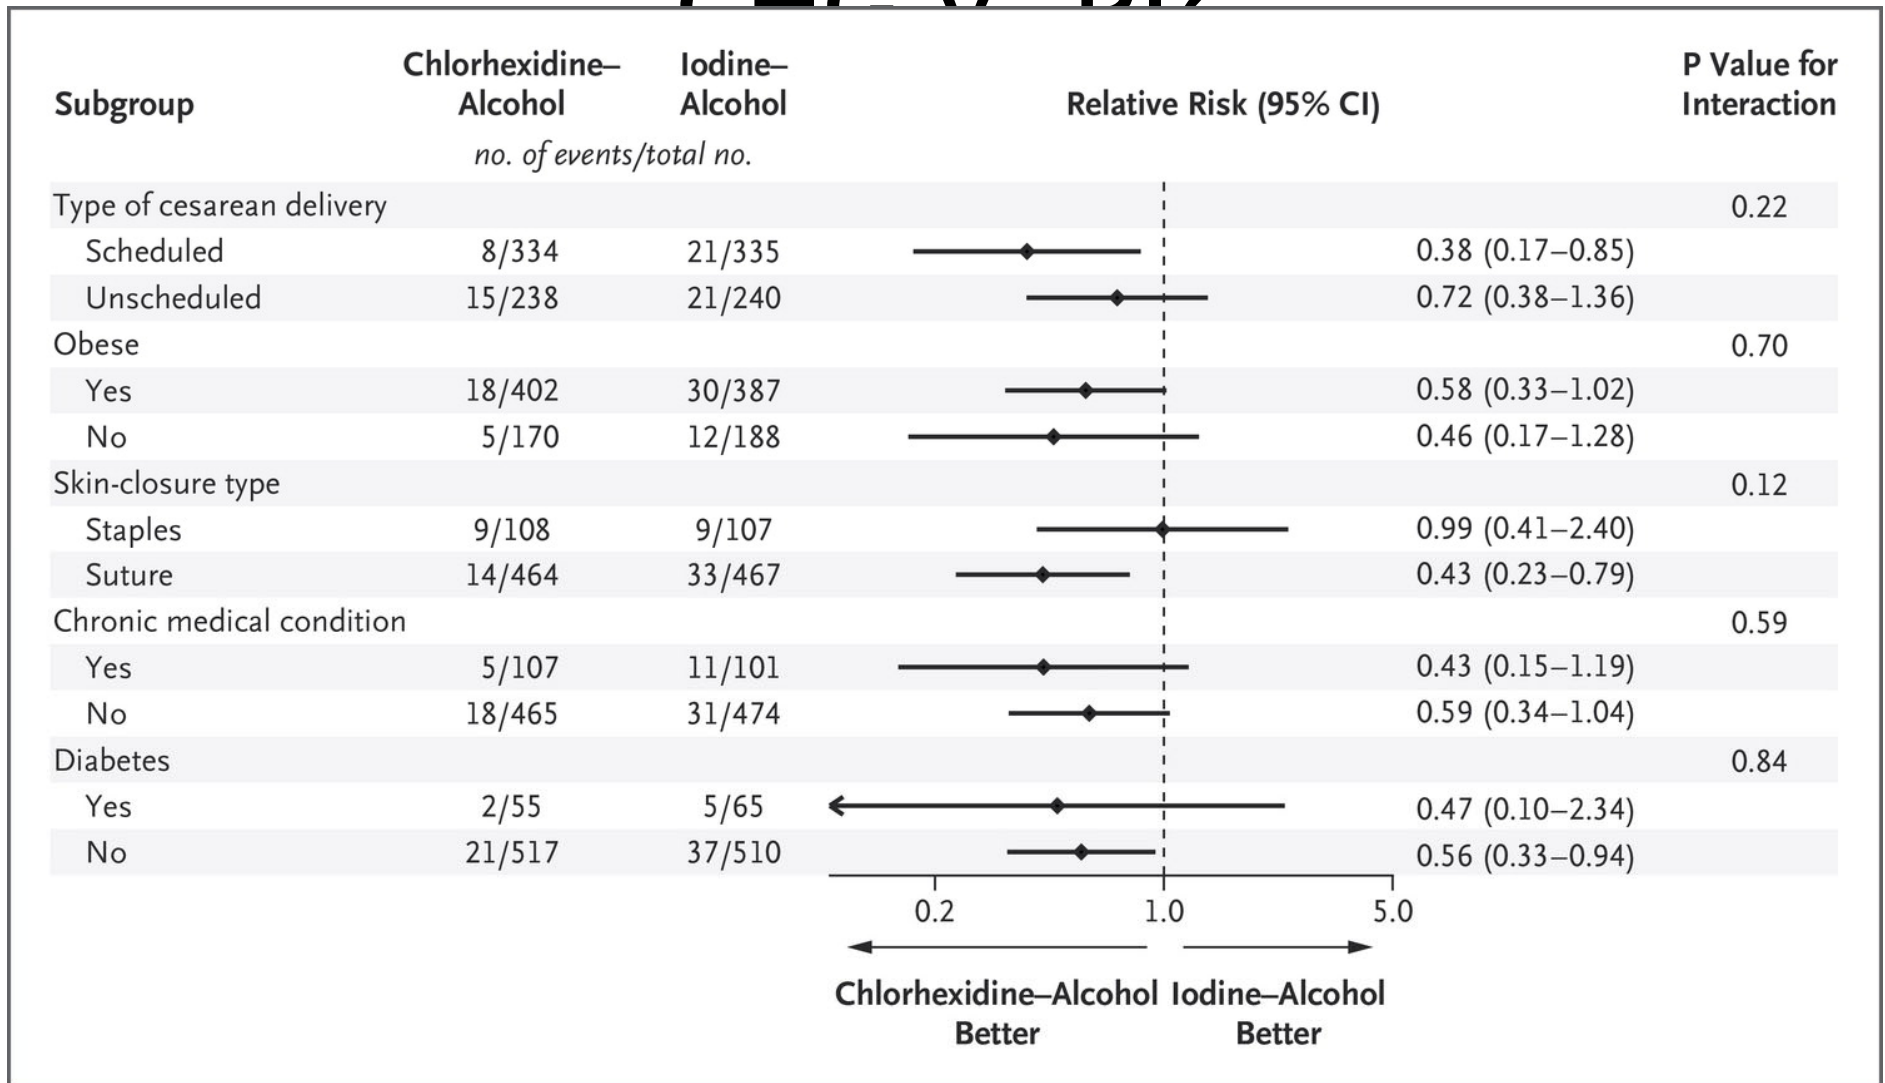 Subgroup Chlorhexidine–Alcohol Iodine–Alcohol Relative Risk (95% CI) P Value for Interaction
no. of events/total no.
Type of cesarean delivery 0.22
Scheduled 8/334 21/335 0.38 (0.17–0.85)
Unscheduled 15/238 21/240 0.72 (0.38–1.36)
Obese 0.70
Yes 18/402 30/387 0.58 (0.33–1.02)
No 5/170 12/188 0.46 (0.17–1.28)
Skin-closure type 0.12
Staples 9/108 9/107 0.99 (0.41–2.40)
Suture 14/464 33/467 0.43 (0.23–0.79)
Chronic medical condition 0.59
Yes 5/107 11/101 0.43 (0.15–1.19)
No 18/465 31/474 0.59 (0.34–1.04)
Diabetes 0.84
Yes 2/55 5/65 0.47 (0.10–2.34)
No 21/517 37/510 0.56 (0.33–0.94)
0.2 1.0 5.0
Chlorhexidine–Alcohol Better Iodine–Alcohol Better